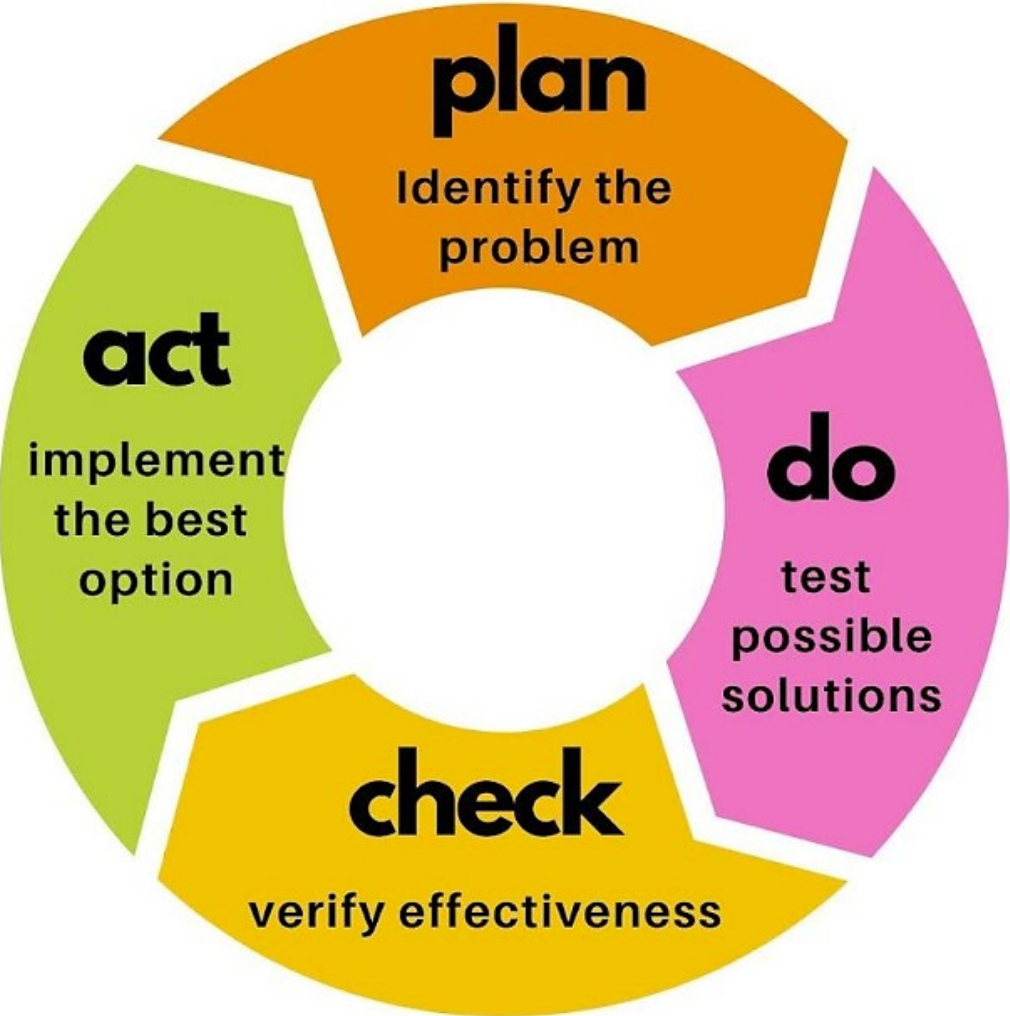 plan
Identify the
problem
do
test
possible
solutions
check
verify effectiveness
act
implement
the best
option